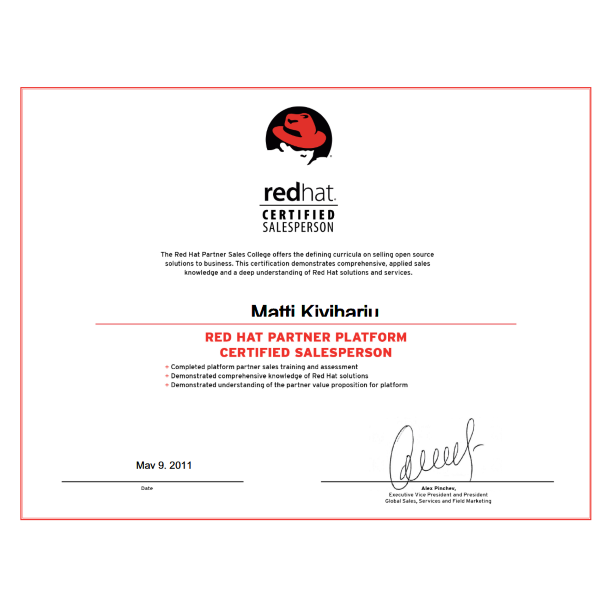 redhat.
CERTIFIED
SALESPERSON
The Red Hat Partner Sales College offers the defining curricula on selling open source
solutions to business. This certification demonstrates comprehensive, applied sales
knowledge and a deep understanding of Red Hat solutions and services.
Matti Kiviharju
RED HAT PARTNER PLATFORM
CERTIFIED SALESPERSON
+ Completed platform partner sales training and assessment
+ Demonstrated comprehensive knowledge of Red Hat solutions
+ Demonstrated understanding of the partner value proposition for platform
May 9, 2011
Date
Alex Pinchev,
Executive Vice President and President
Global Sales, Services and Field Marketing